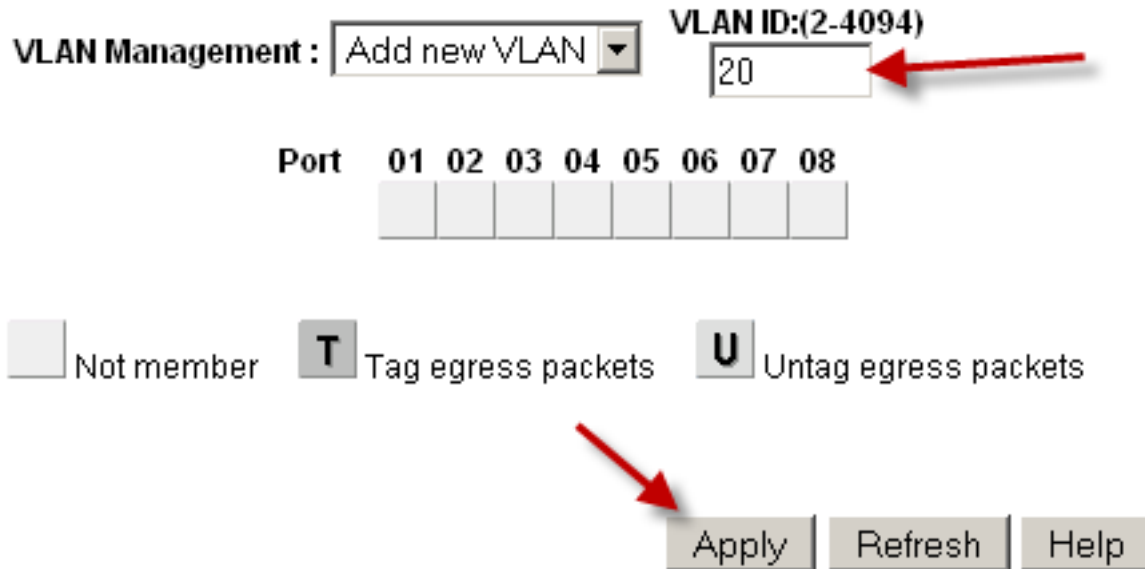 VLAN ID:(2-4094)
VLAN Management : Add new VLAN 20
Port 01 02 03 04 05 06 07 08
Not member T Tag egress packets U Untag egress packets
Apply Refresh Help